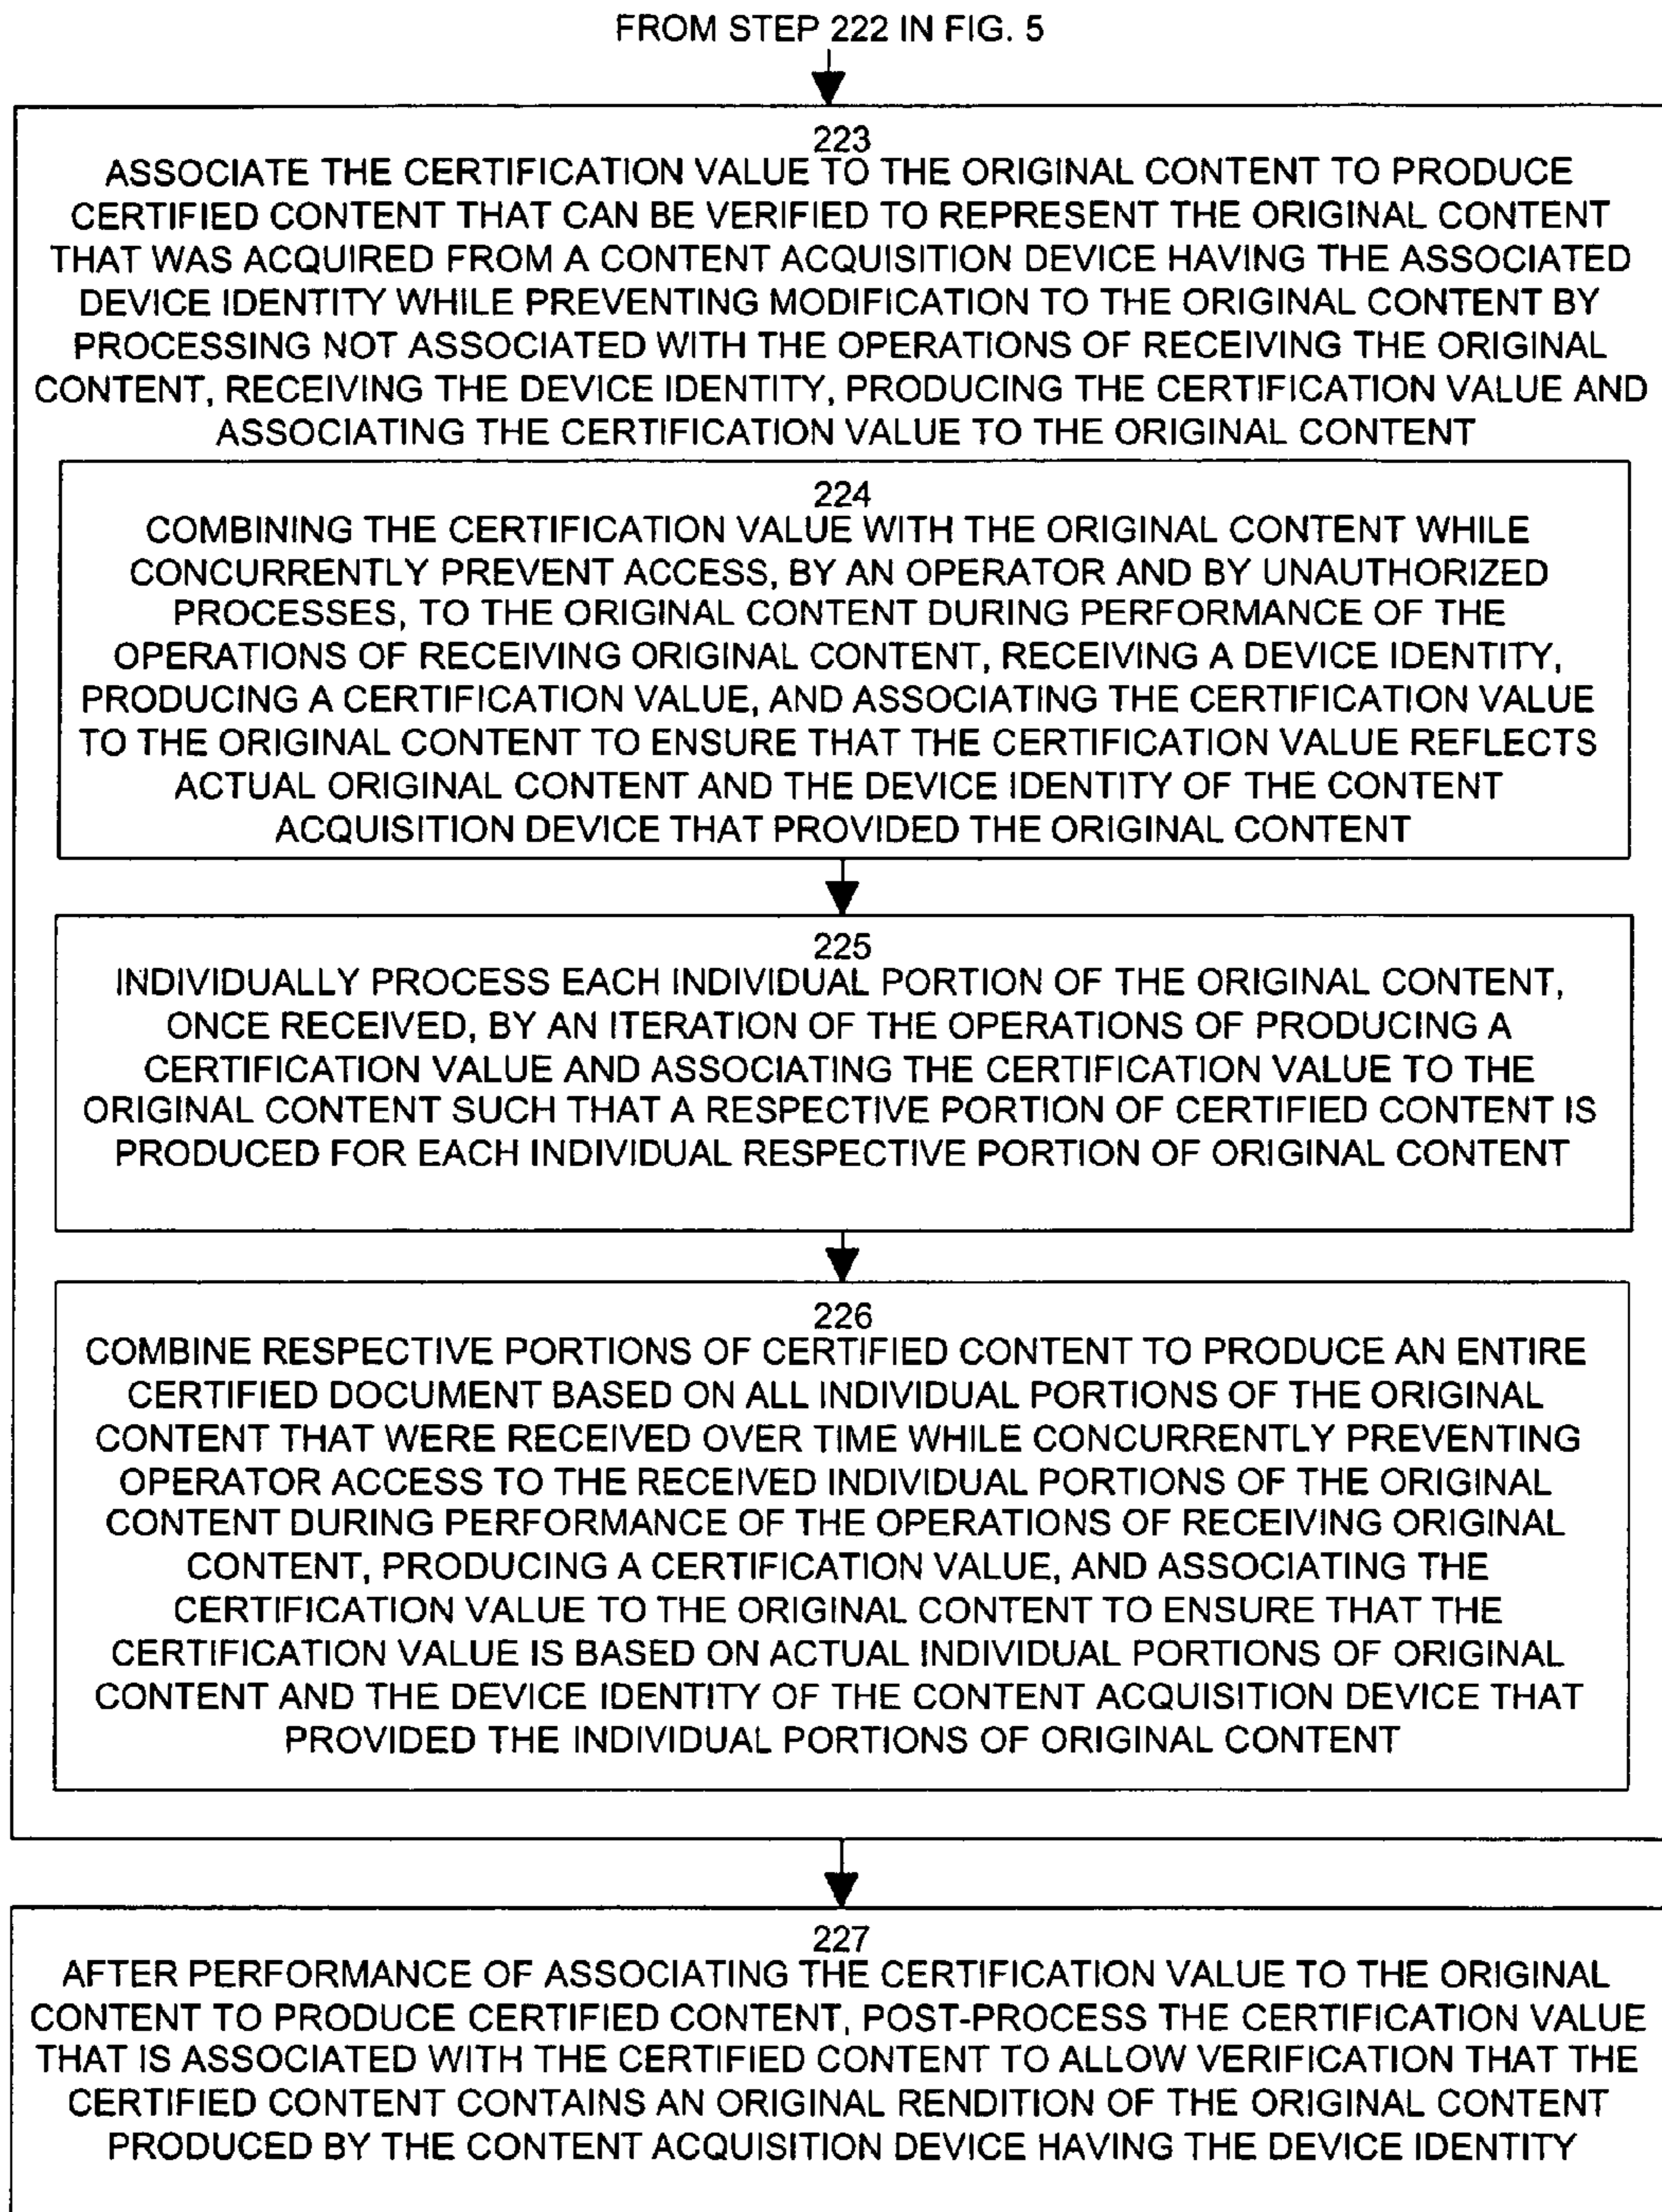 FROM STEP 222 IN FIG. 5
223
ASSOCIATE THE CERTIFICATION VALUE TO THE ORIGINAL CONTENT TO PRODUCE
CERTIFIED CONTENT THAT CAN BE VERIFIED TO REPRESENT THE ORIGINAL CONTENT
THAT WAS ACQUIRED FROM A CONTENT ACQUISITION DEVICE HAVING THE ASSOCIATED
DEVICE IDENTITY WHILE PREVENTING MODIFICATION TO THE ORIGINAL CONTENT BY
PROCESSING NOT ASSOCIATED WITH THE OPERATIONS OF RECEIVING THE ORIGINAL
CONTENT, RECEIVING THE DEVICE IDENTITY, PRODUCING THE CERTIFICATION VALUE AND
ASSOCIATING THE CERTIFICATION VALUE TO THE ORIGINAL CONTENT
224
COMBINING THE CERTIFICATION VALUE WITH THE ORIGINAL CONTENT WHILE
CONCURRENTLY PREVENT ACCESS, BY AN OPERATOR AND BY UNAUTHORIZED
PROCESSES, TO THE ORIGINAL CONTENT DURING PERFORMANCE OF THE
OPERATIONS OF RECEIVING ORIGINAL CONTENT, RECEIVING A DEVICE IDENTITY,
PRODUCING A CERTIFICATION VALUE, AND ASSOCIATING THE CERTIFICATION VALUE
TO THE ORIGINAL CONTENT TO ENSURE THAT THE CERTIFICATION VALUE REFLECTS
ACTUAL ORIGINAL CONTENT AND THE DEVICE IDENTITY OF THE CONTENT
ACQUISITION DEVICE THAT PROVIDED THE ORIGINAL CONTENT
225
INDIVIDUALLY PROCESS EACH INDIVIDUAL PORTION OF THE ORIGINAL CONTENT,
ONCE RECEIVED, BY AN ITERATION OF THE OPERATIONS OF PRODUCING A
CERTIFICATION VALUE AND ASSOCIATING THE CERTIFICATION VALUE TO THE
ORIGINAL CONTENT SUCH THAT A RESPECTIVE PORTION OF CERTIFIED CONTENT IS
PRODUCED FOR EACH INDIVIDUAL RESPECTIVE PORTION OF ORIGINAL CONTENT
226
COMBINE RESPECTIVE PORTIONS OF CERTIFIED CONTENT TO PRODUCE AN ENTIRE
CERTIFIED DOCUMENT BASED ON ALL INDIVIDUAL PORTIONS OF THE ORIGINAL
CONTENT THAT WERE RECEIVED OVER TIME WHILE CONCURRENTLY PREVENTING
OPERATOR ACCESS TO THE RECEIVED INDIVIDUAL PORTIONS OF THE ORIGINAL
CONTENT DURING PERFORMANCE OF THE OPERATIONS OF RECEIVING ORIGINAL
CONTENT, PRODUCING A CERTIFICATION VALUE, AND ASSOCIATING THE
CERTIFICATION VALUE TO THE ORIGINAL CONTENT TO ENSURE THAT THE
CERTIFICATION VALUE IS BASED ON ACTUAL INDIVIDUAL PORTIONS OF ORIGINAL
CONTENT AND THE DEVICE IDENTITY OF THE CONTENT ACQUISITION DEVICE THAT
PROVIDED THE INDIVIDUAL PORTIONS OF ORIGINAL CONTENT
227
AFTER PERFORMANCE OF ASSOCIATING THE CERTIFICATION VALUE TO THE ORIGINAL
CONTENT TO PRODUCE CERTIFIED CONTENT, POST-PROCESS THE CERTIFICATION VALUE
THAT IS ASSOCIATED WITH THE CERTIFIED CONTENT TO ALLOW VERIFICATION THAT THE
CERTIFIED CONTENT CONTAINS AN ORIGINAL RENDITION OF THE ORIGINAL CONTENT
PRODUCED BY THE CONTENT ACQUISITION DEVICE HAVING THE DEVICE IDENTITY